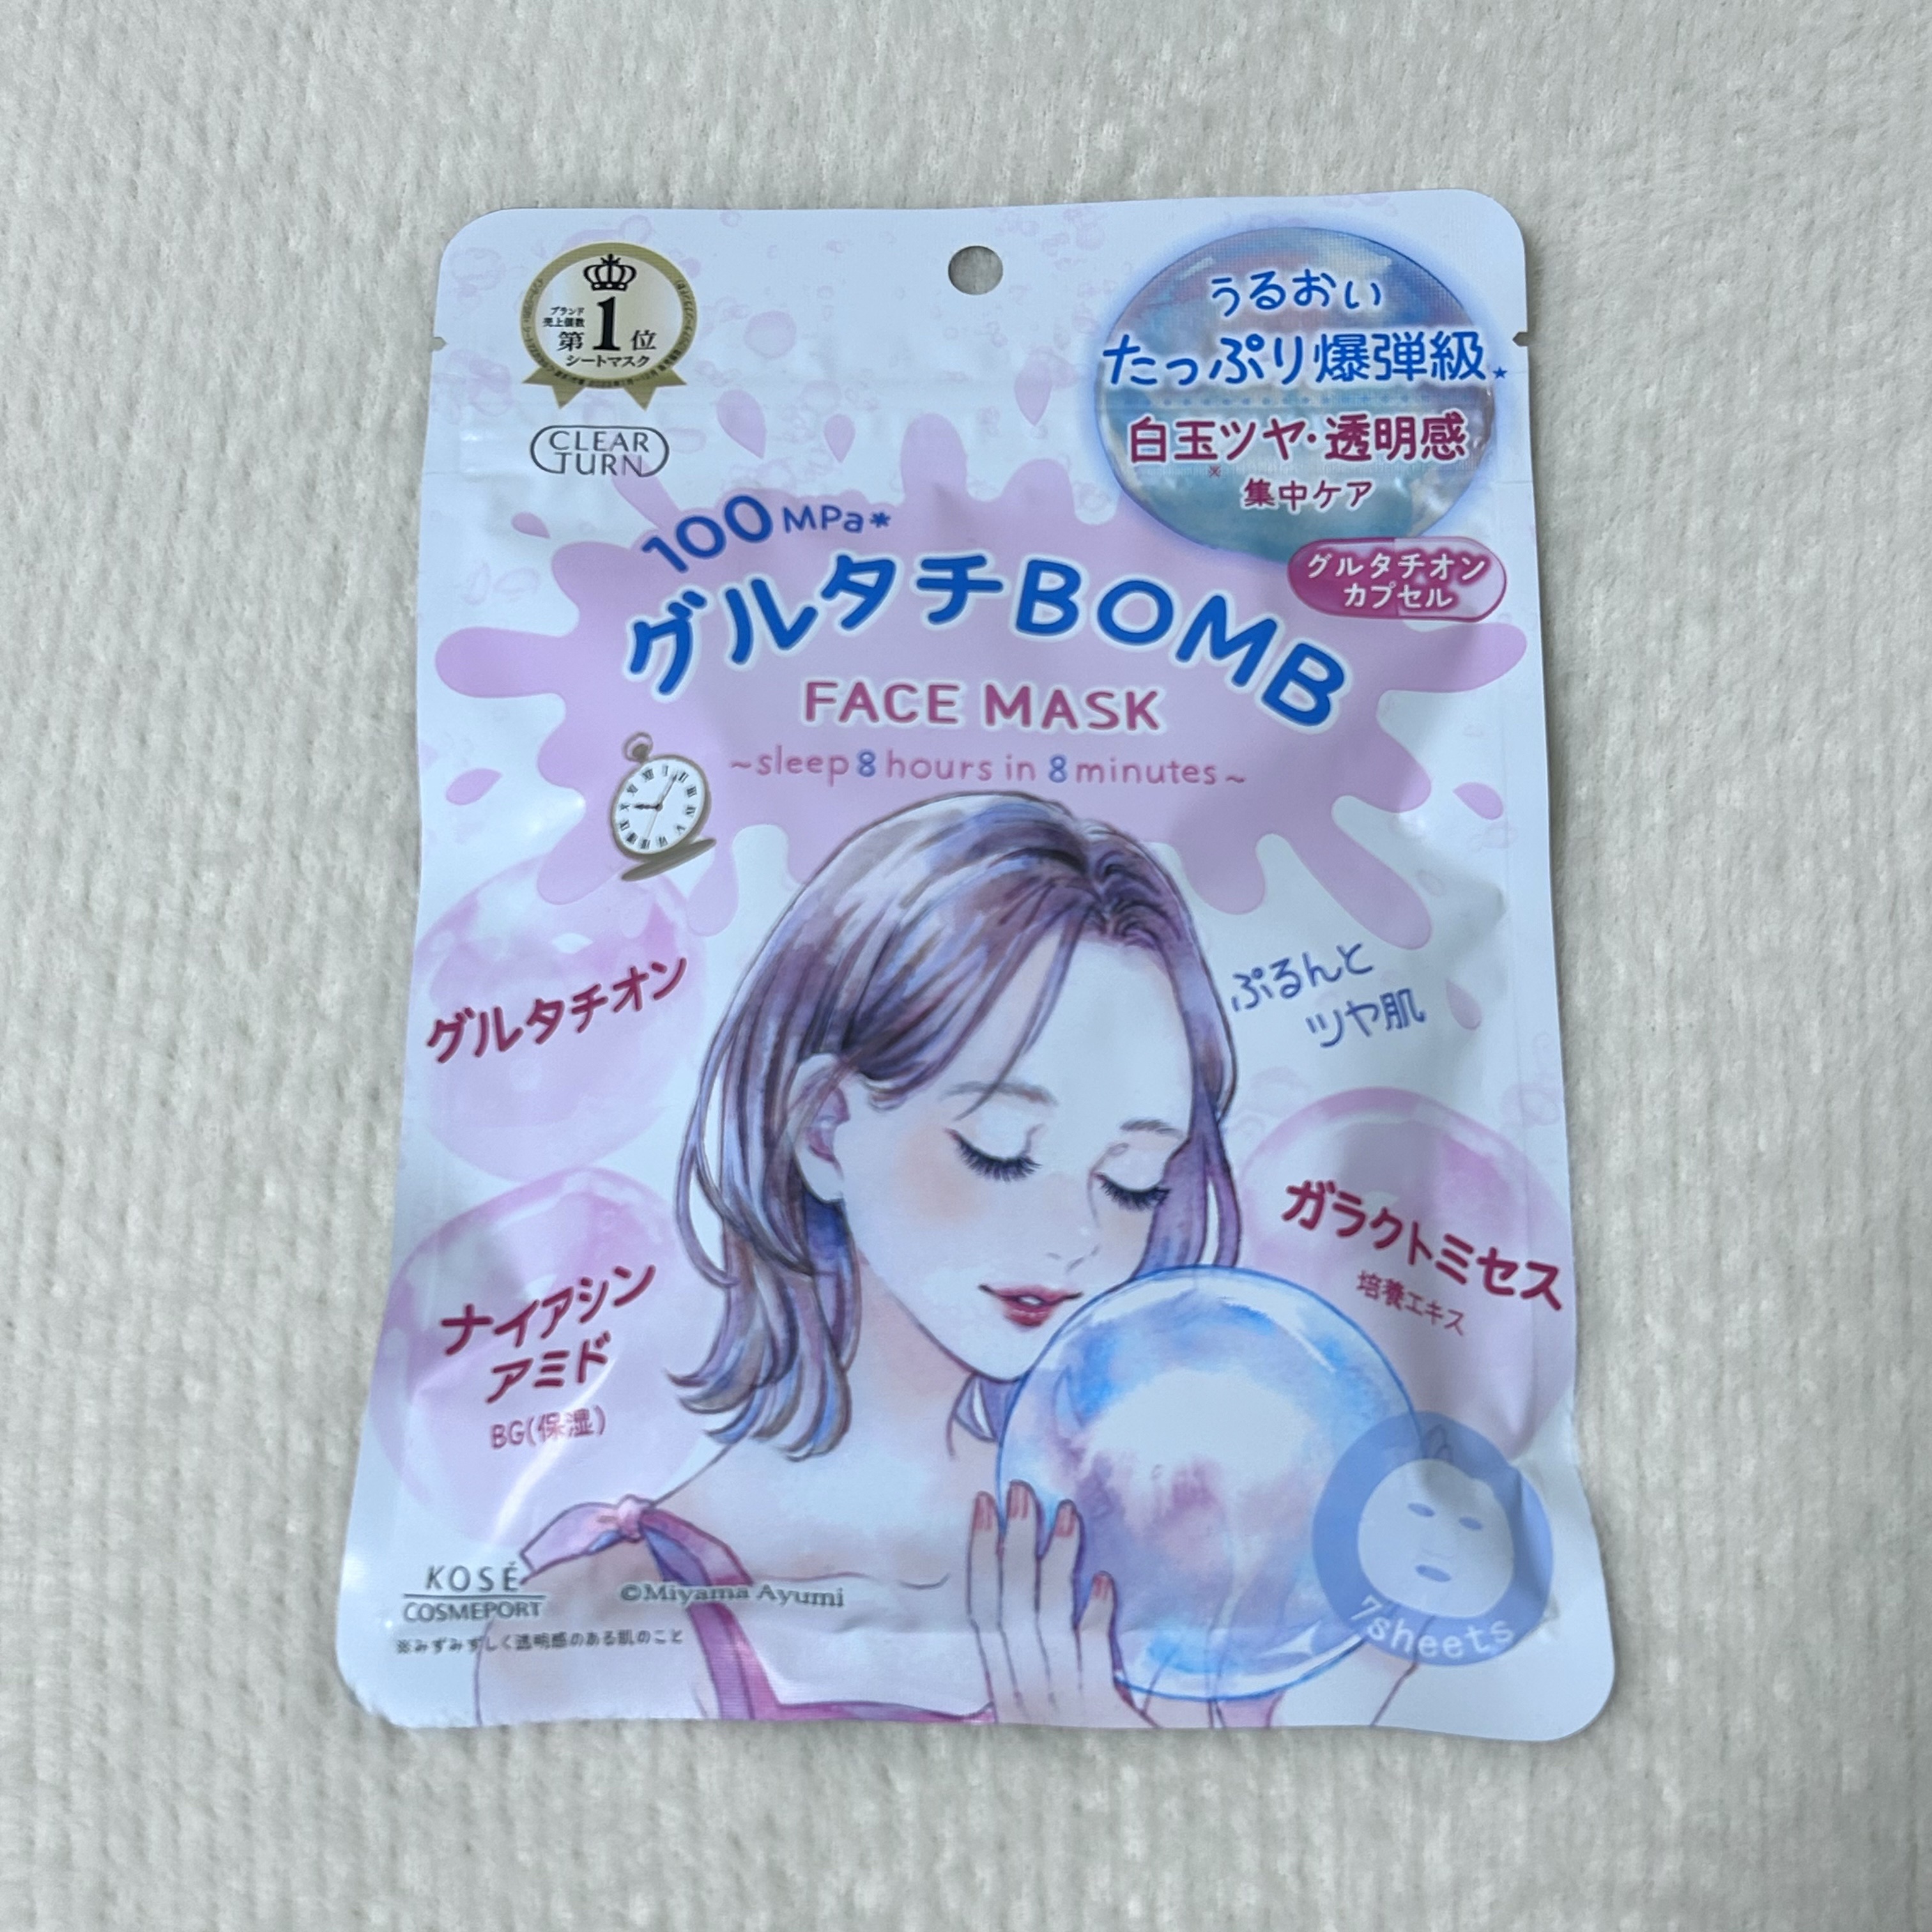 ブランド
売上個数
第1位
シートマスク
CLEAR
TURN
うるおい
たっぷり爆弾級★
白玉ツヤ・透明感
※
集中ケア
グルタチオン
カプセル
100MPa*
グルタチBOMB
FACE MASK
~sleep 8 hours in 8 minutes~
グルタチオン
ぷるんと
ツヤ肌
ナイアシン
アミド
BG(保湿)
ガラクトミセス
培養エキス
7sheets
KOSÉ
COSMEPORT
©Miyama Ayumi
※みずみずしく透明感のある肌のこと